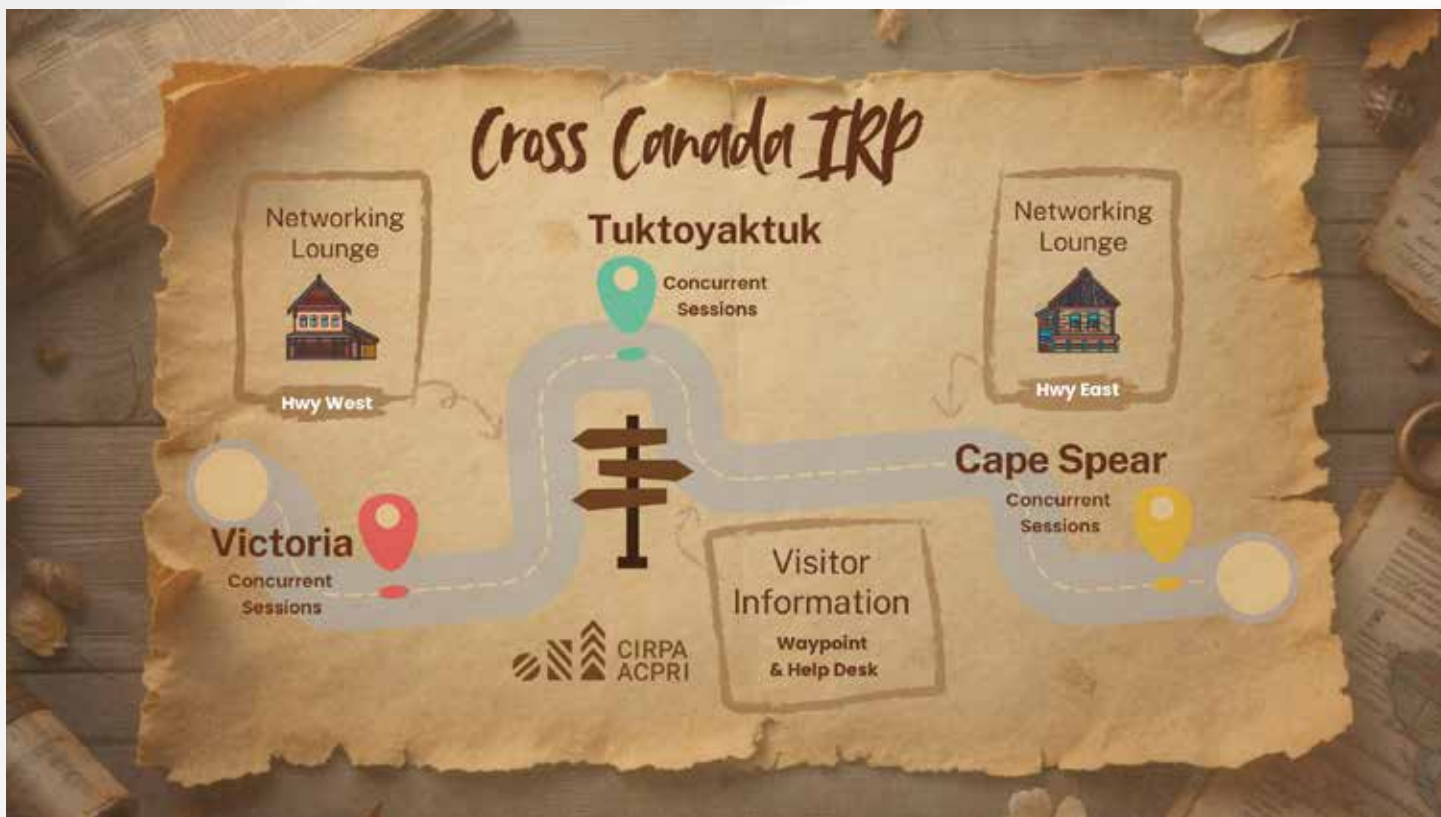 Cross Canada IRP
Networking
Lounge
Hwy West
Tuktoyaktuk
Concurrent
Sessions
Networking
Lounge
Hwy East
Victoria
Concurrent
Sessions
Cape Spear
Concurrent
Sessions
Visitor
Information
Waypoint
& Help Desk
CIRPA
ACPRI